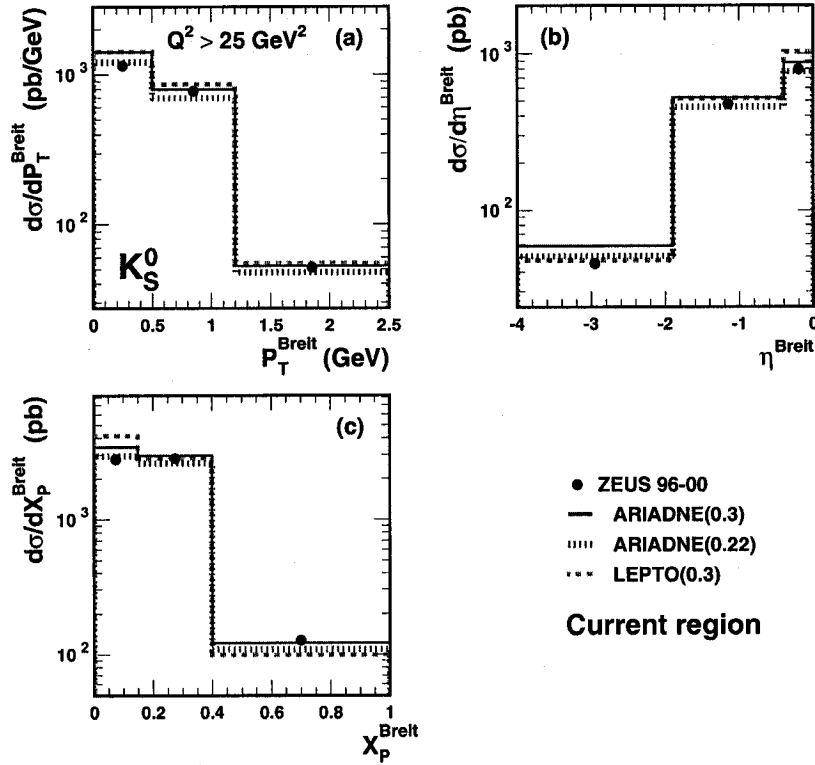 dσ/dP_T^Breit (pb/GeV)
Q² > 25 GeV²
(a)
10³
10²
K⁰_S
0 0.5 1 1.5 2 2.5
P_T^Breit (GeV)
dσ/dη^Breit (pb)
(b)
10³
10²
-4 -3 -2 -1 0
η^Breit
dσ/dX_P^Breit (pb)
(c)
10³
10²
0 0.2 0.4 0.6 0.8 1
X_P^Breit
ZEUS 96-00
ARIADNE(0.3)
ARIADNE(0.22)
LEPTO(0.3)
Current region